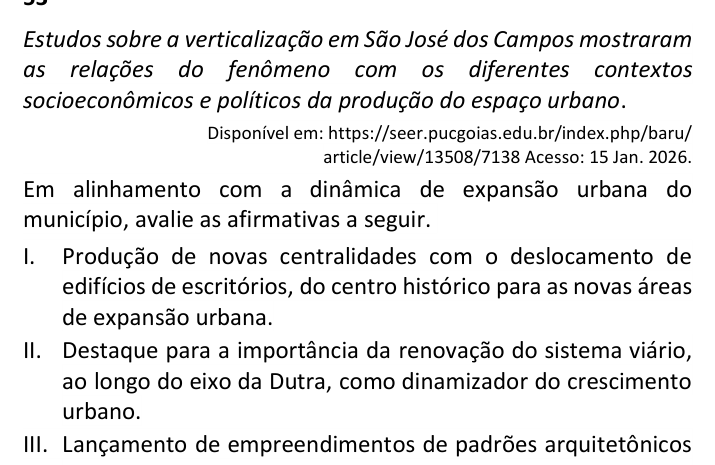 Estudos sobre a verticalização em São José dos Campos mostraram
as relações do fenômeno com os diferentes contextos
socioeconômicos e políticos da produção do espaço urbano.
Disponível em: https://seer.pucgoias.edu.br/index.php/baru/
article/view/13508/7138 Acesso: 15 Jan. 2026.
Em alinhamento com a dinâmica de expansão urbana do
município, avalie as afirmativas a seguir.
I. Produção de novas centralidades com o deslocamento de
edifícios de escritórios, do centro histórico para as novas áreas
de expansão urbana.
II. Destaque para a importância da renovação do sistema viário,
ao longo do eixo da Dutra, como dinamizador do crescimento
urbano.
III. Lançamento de empreendimentos de padrões arquitetônicos